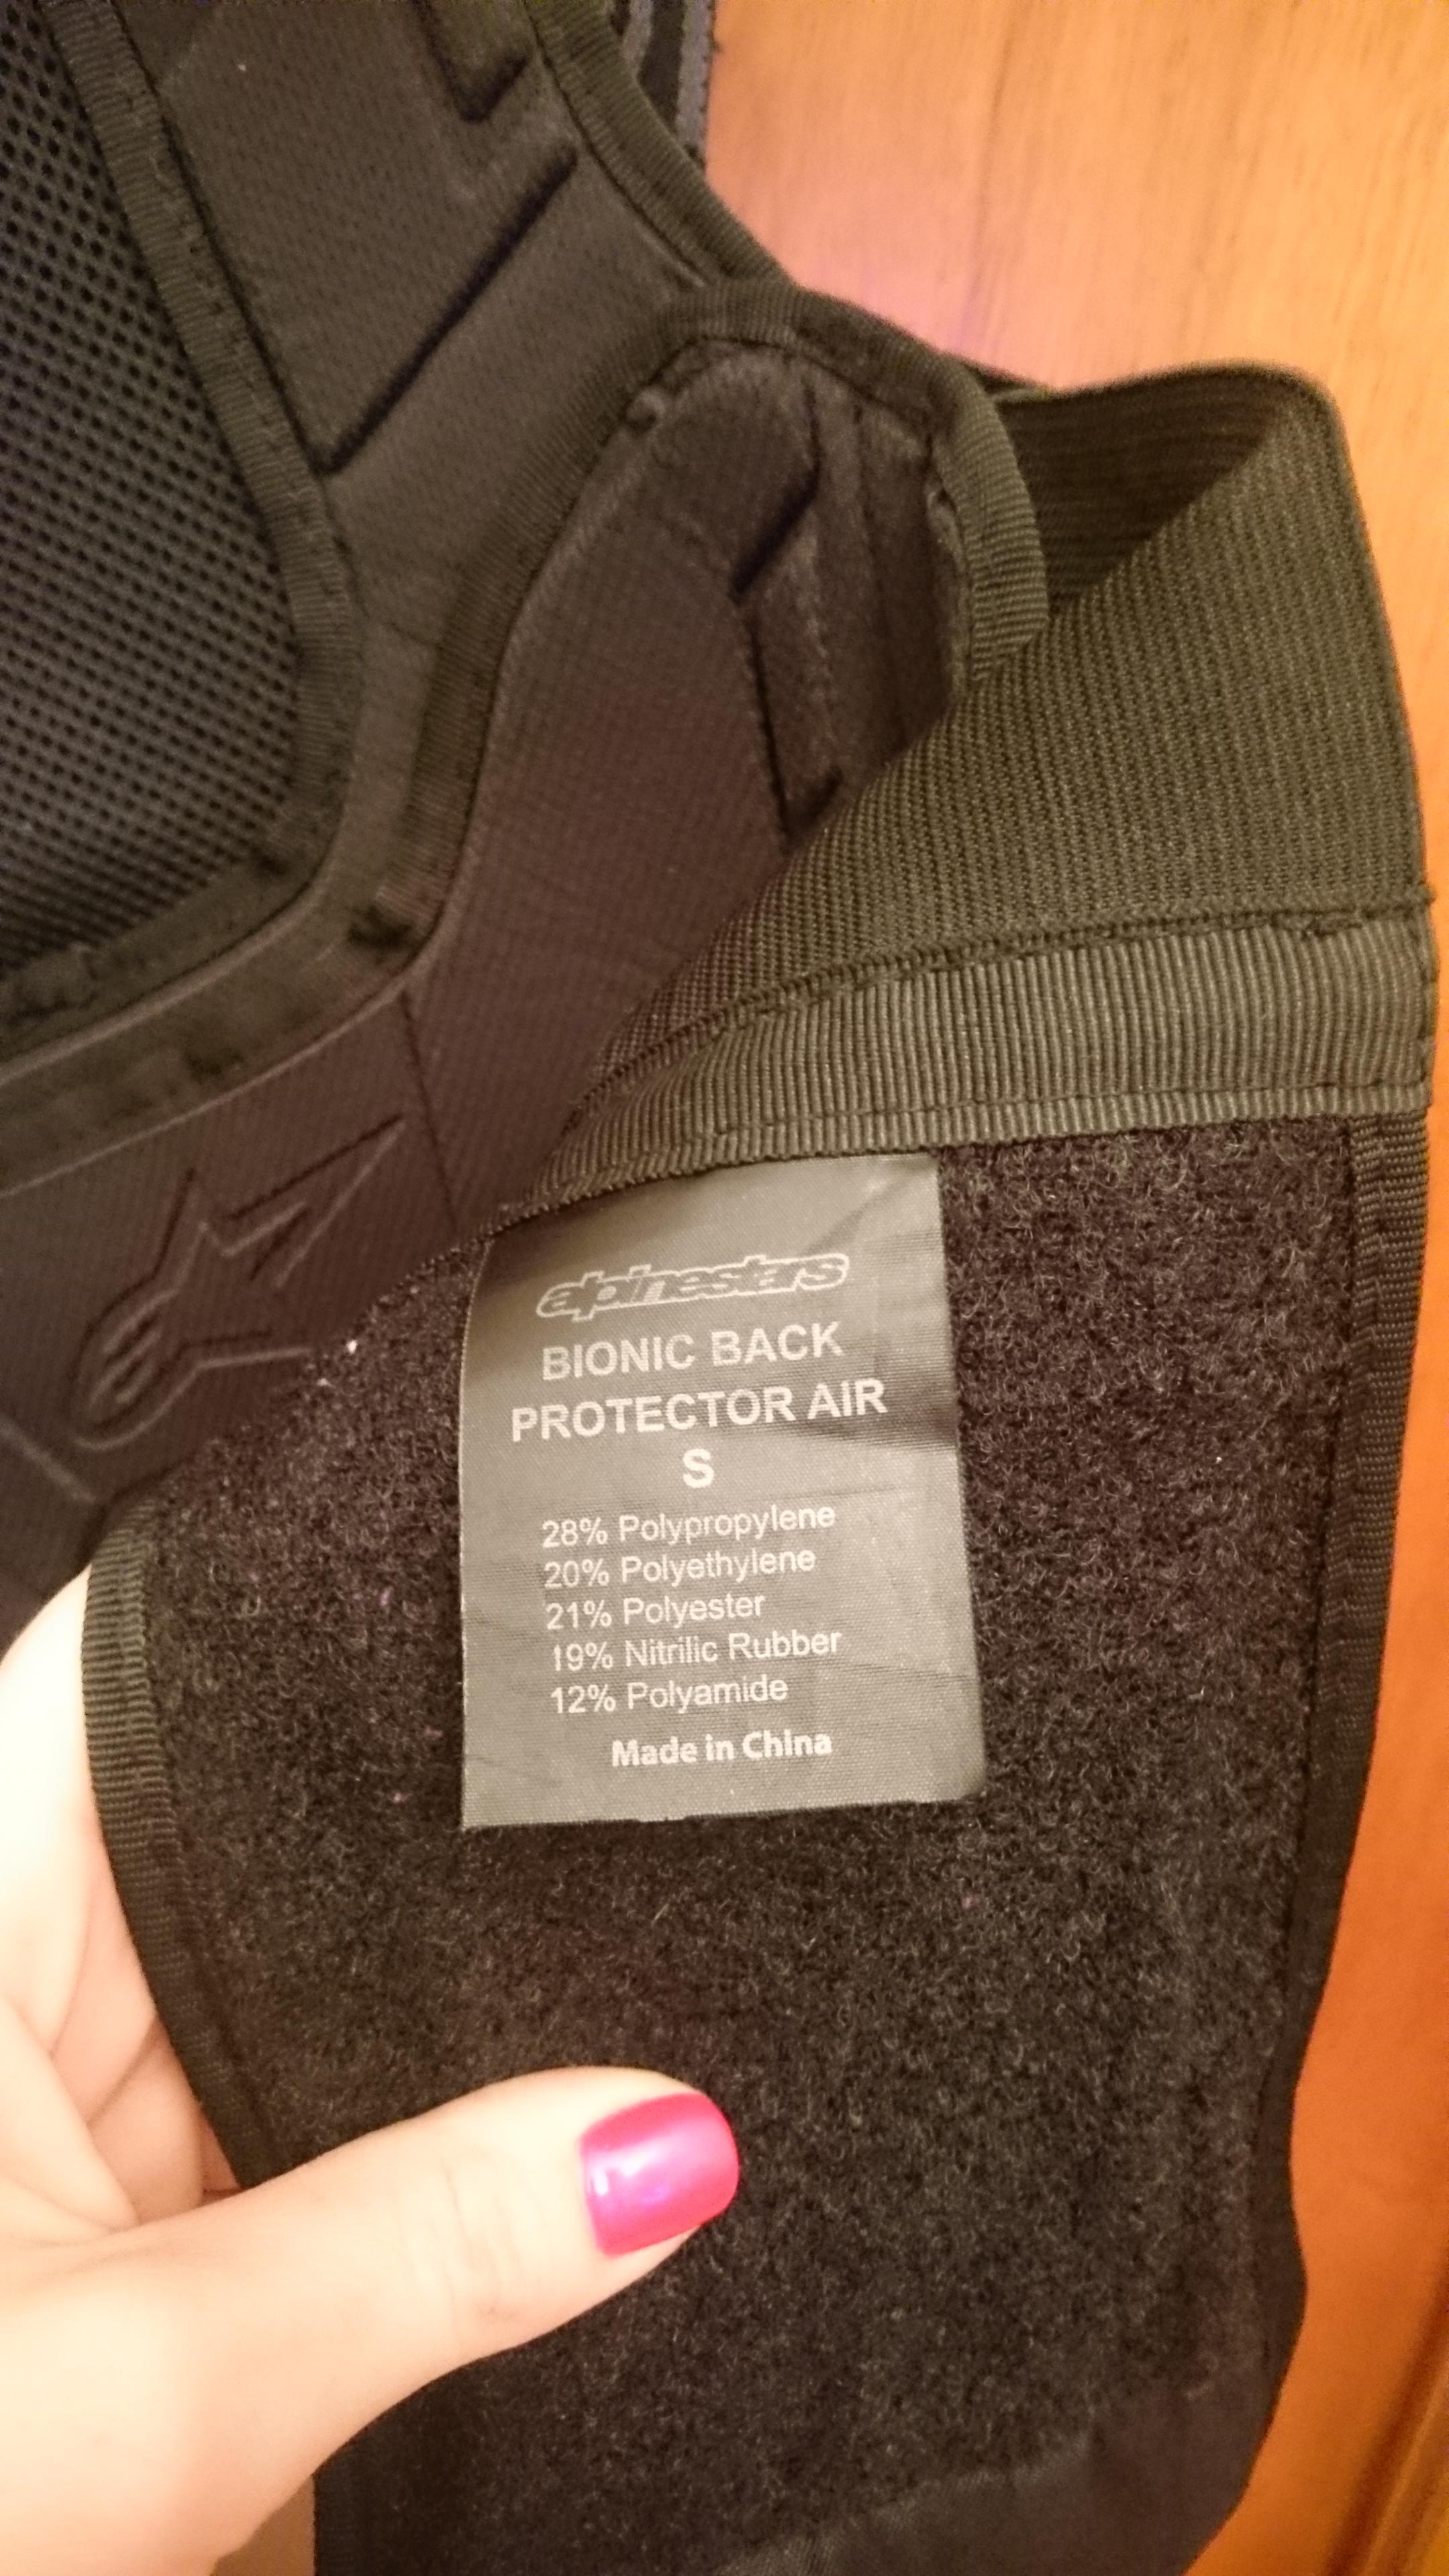 alpinestars
BIONIC BACK
PROTECTOR AIR
S
28% Polypropylene
20% Polyethylene
21% Polyester
19% Nitrilic Rubber
12% Polyamide
Made in China